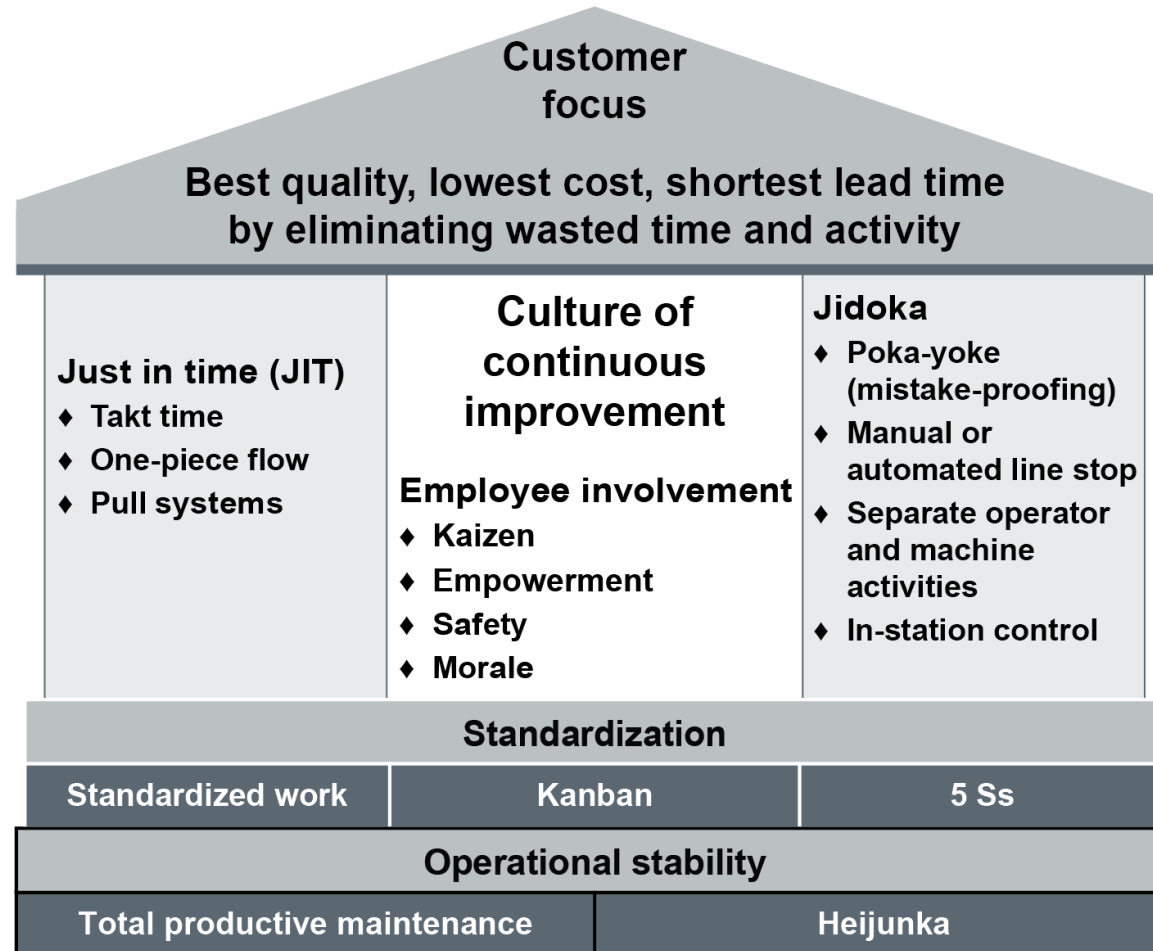 Customer
focus
Best quality, lowest cost, shortest lead time
by eliminating wasted time and activity
Just in time (JIT)
♦ Takt time
♦ One-piece flow
♦ Pull systems
Culture of
continuous
improvement
Employee involvement
♦ Kaizen
♦ Empowerment
♦ Safety
♦ Morale
Jidoka
♦ Poka-yoke
(mistake-proofing)
♦ Manual or
automated line stop
♦ Separate operator
and machine
activities
♦ In-station control
Standardization
Standardized work
Kanban
5 Ss
Operational stability
Total productive maintenance
Heijunka